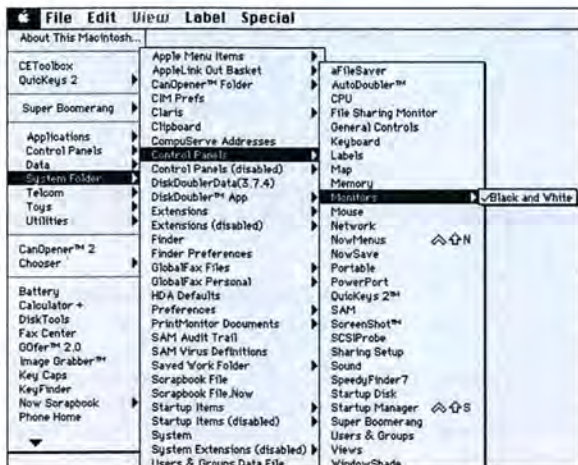 File Edit View Label Special
About This Macintosh...
CEToolbox
QuicKeys 2
Super Boomerang
Applications
Control Panels
Data
System Folder
Telcom
Toys
Utilities
CanOpener™ 2
Chooser
Battery
Calculator +
DiskTools
Fax Center
GOfer™ 2.0
Image Grabber™
Key Caps
KeyFinder
Now Scrapbook
Phone Home
Apple Menu Items
AppleLink Out Basket
CanOpener™ Folder
CIM Prefs
Claris
Clipboard
CompuServe Addresses
Control Panels
Control Panels (disabled)
DiskDoublerData(3.7.4)
DiskDoubler™ App
Extensions
Extensions (disabled)
Finder
Finder Preferences
GlobalFax Files
GlobalFax Personal
HDA Defaults
Preferences
PrintMonitor Documents
SAM Audit Trail
SAM Virus Definitions
Saved Work Folder
Scrapbook File
Scrapbook File.Now
Startup Items
Startup Items (disabled)
System
System Extensions (disabled)
Users & Groups Data File
aFileSaver
AutoDoubler™
CPU
File Sharing Monitor
General Controls
Keyboard
Labels
Map
Memory
Monitors
Mouse
Network
NowMenus N
NowSave
Portable
PowerPort
QuicKeys 2™
SAM
ScreenShot™
SCSIProbe
Sharing Setup
Sound
SpeedyFinder7
Startup Disk
Startup Manager S
Super Boomerang
Users & Groups
Views
WindowShade
✓Black and White